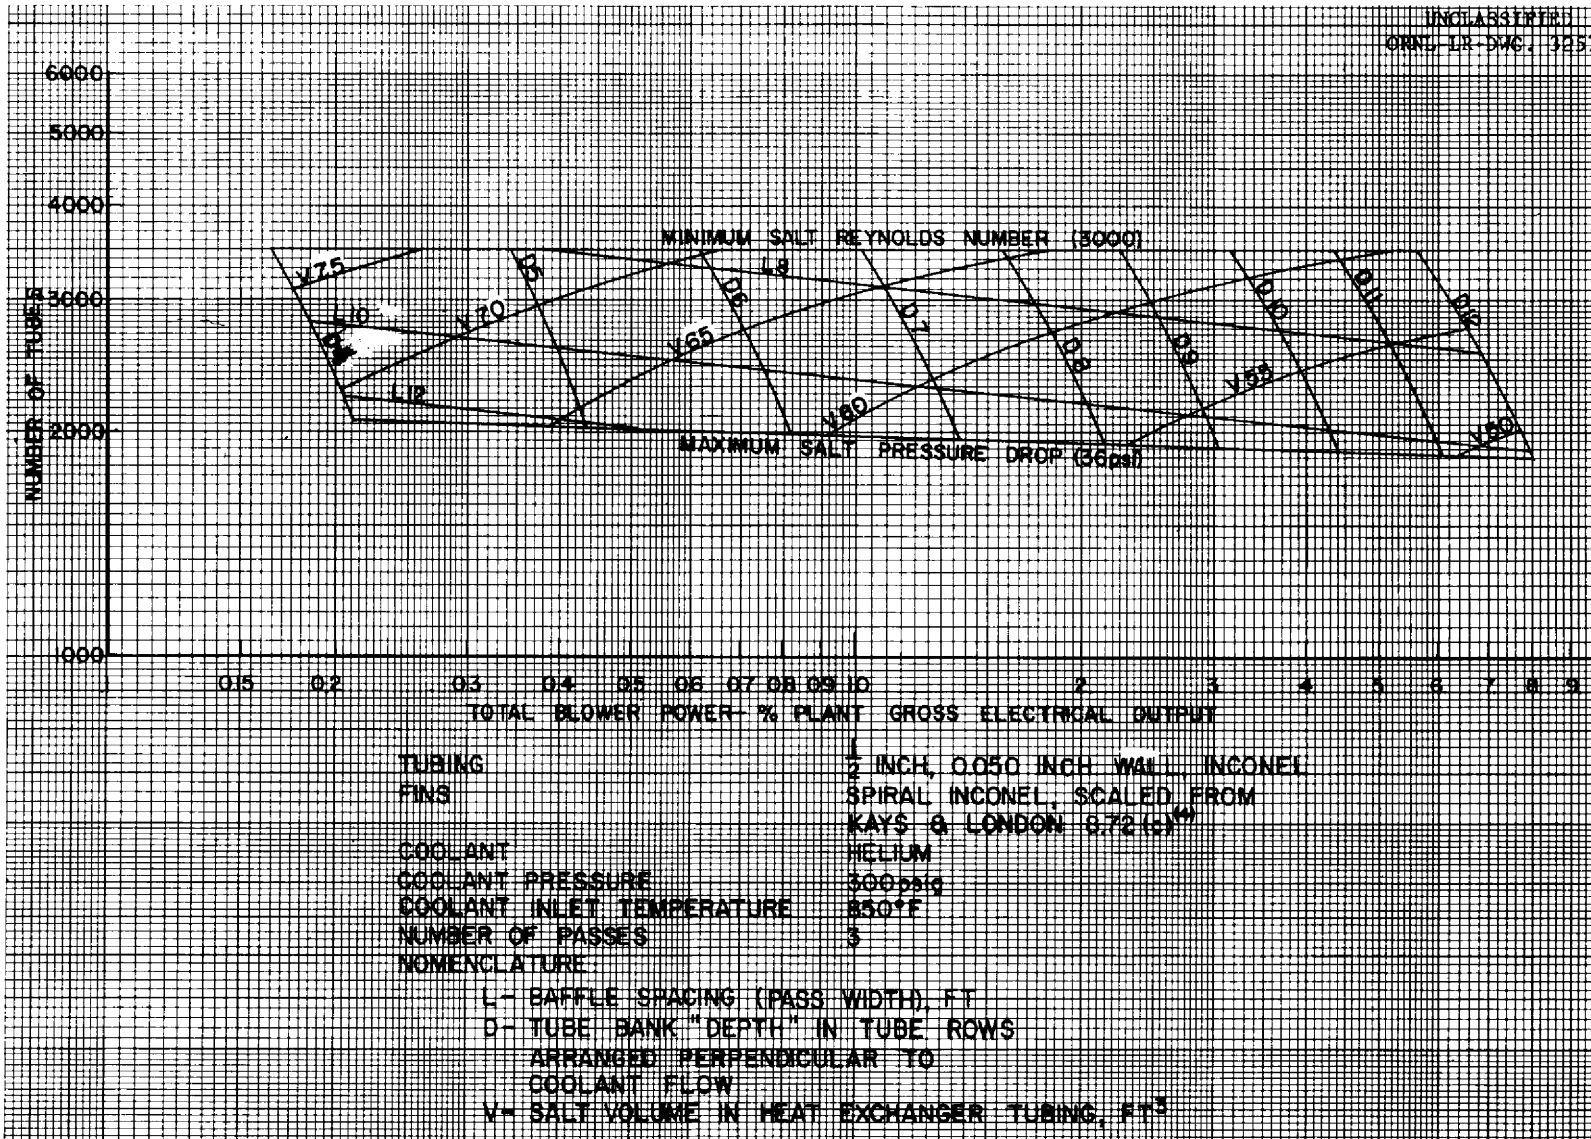 UNCLASSIFIED
ORNL-LR-DWG. 325
6000
5000
4000
3000
2000
1000
NUMBER OF TUBES
MINIMUM SALT REYNOLDS NUMBER (3000)
V75
D5
L8
L10
V70
D6
V65
D7
D8
D9
D10
D11
D12
L12
V60
V55
V50
MAXIMUM SALT PRESSURE DROP (36psi)
0.15 0.2 0.3 0.4 0.5 0.6 0.7 0.8 0.9 1.0 2 3 4 5 6 7 8 9
TOTAL BLOWER POWER- % PLANT GROSS ELECTRICAL OUTPUT
TUBING 1/2 INCH, 0.050 INCH WALL, INCONEL
FINS SPIRAL INCONEL, SCALED FROM
KAYS & LONDON 8.72 (c)(4)
COOLANT HELIUM
COOLANT PRESSURE 300psig
COOLANT INLET TEMPERATURE 850°F
NUMBER OF PASSES 3
NOMENCLATURE:
L- BAFFLE SPACING (PASS WIDTH), FT
D- TUBE BANK "DEPTH" IN TUBE ROWS
ARRANGED PERPENDICULAR TO
COOLANT FLOW
V- SALT VOLUME IN HEAT EXCHANGER TUBING, FT³